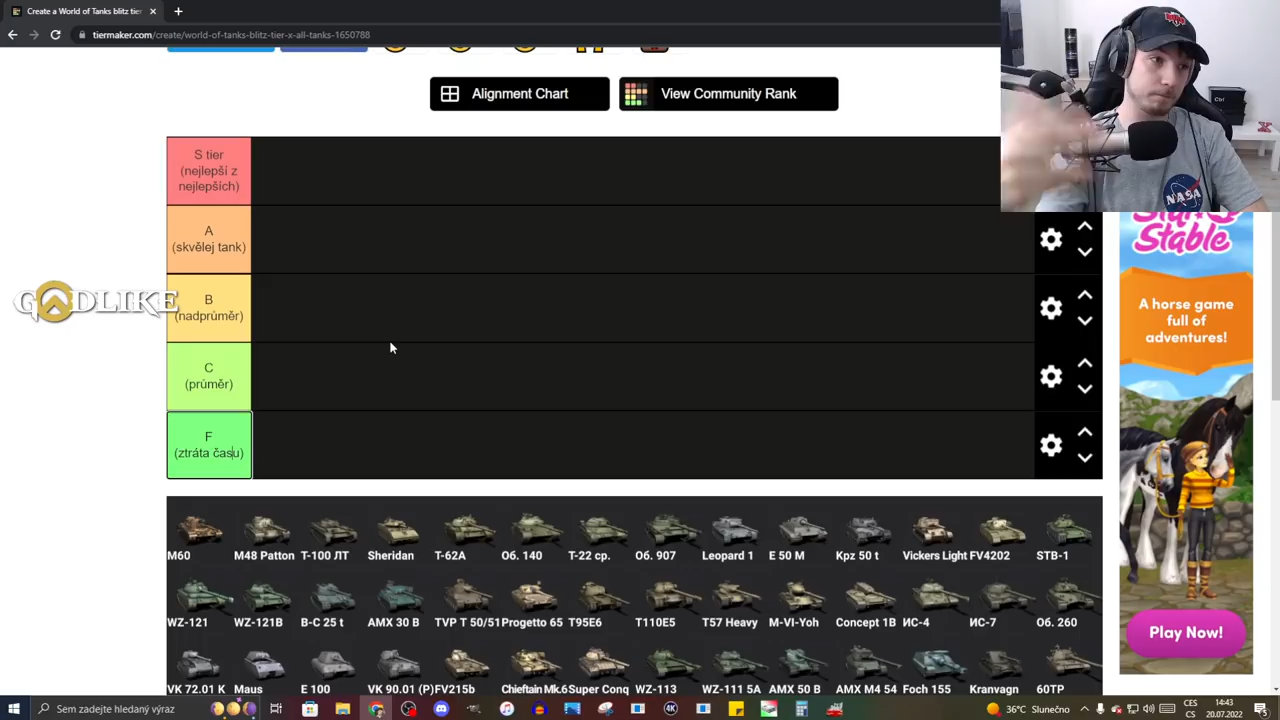 Create a World of Tanks blitz tier
tiermaker.com/create/world-of-tanks-blitz-tier-x-all-tanks-1650788
Alignment Chart
View Community Rank
S tier
(nejlepší z
nejlepších)
A
(skvělej tank)
B
(nadprůměr)
C
(průměr)
F
(ztráta času)
GODLIKE
NASA
Ctrl
Star
Stable
A horse game
full of
adventures!
Play Now!
M60 M48 Patton T-100 ЛТ Sheridan T-62A Об. 140 T-22 ср. Об. 907 Leopard 1 E 50 M Kpz 50 t Vickers Light FV4202 STB-1
WZ-121 WZ-121B B-C 25 t AMX 30 B TVP T 50/51 Progetto 65 T95E6 T110E5 T57 Heavy M-VI-Yoh Concept 1B ИС-4 ИС-7 Об. 260
VK 72.01 K Maus E 100 VK 90.01 (P) FV215b Chieftain Mk.6 Super Conq WZ-113 WZ-111 5A AMX 50 B AMX M4 54 Foch 155 Kranvagn 60TP
Sem zadejte hledaný výraz
36°C Slunečno
CES
CS
14:43
20.07.2022